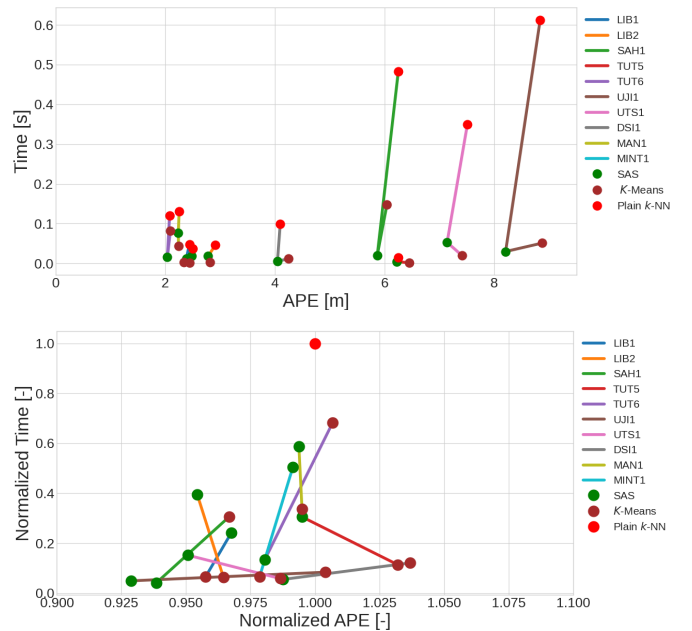 0.6
0.5
0.4
0.3
0.2
0.1
0.0
Time [s]
0
2
4
6
8
APE [m]
LIB1
LIB2
SAH1
TUT5
TUT6
UJI1
UTS1
DSI1
MAN1
MINT1
SAS
K-Means
Plain k-NN
1.0
0.8
0.6
0.4
0.2
0.0
Normalized Time [-]
0.900
0.925
0.950
0.975
1.000
1.025
1.050
1.075
1.100
Normalized APE [-]
LIB1
LIB2
SAH1
TUT5
TUT6
UJI1
UTS1
DSI1
MAN1
MINT1
SAS
K-Means
Plain k-NN